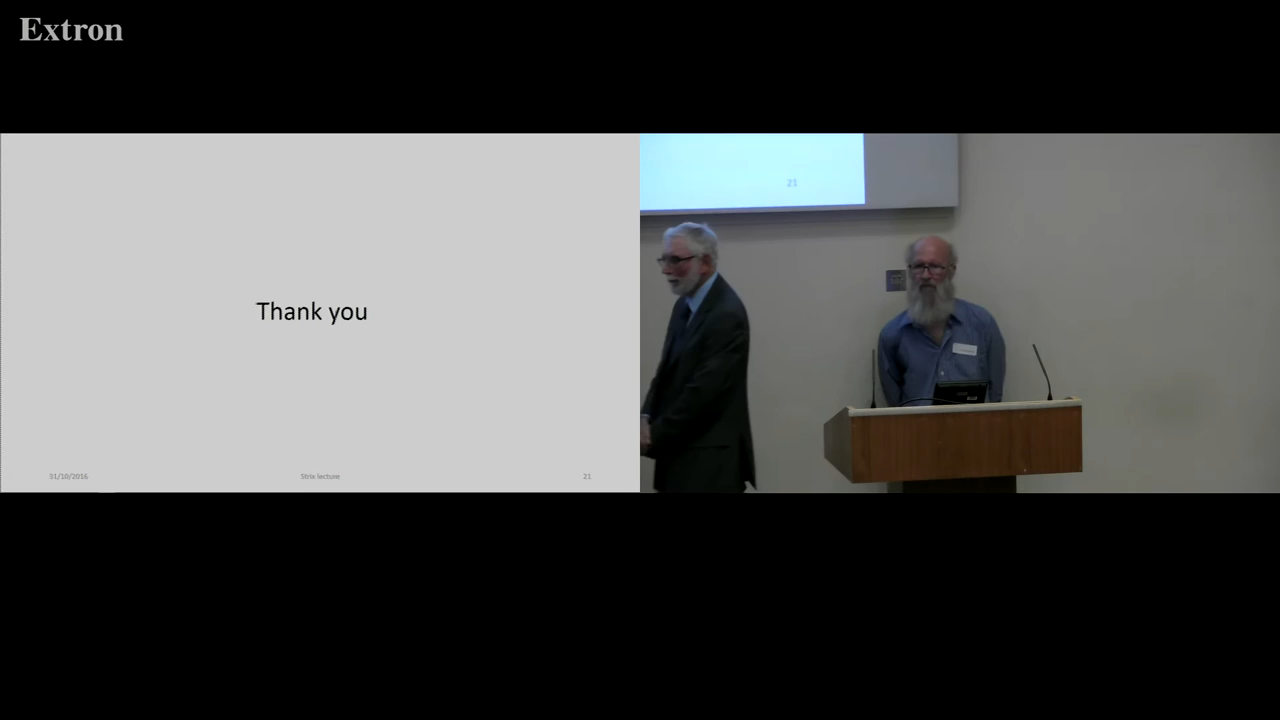 Extron
21
Thank you
31/10/2016
Strix lecture
21